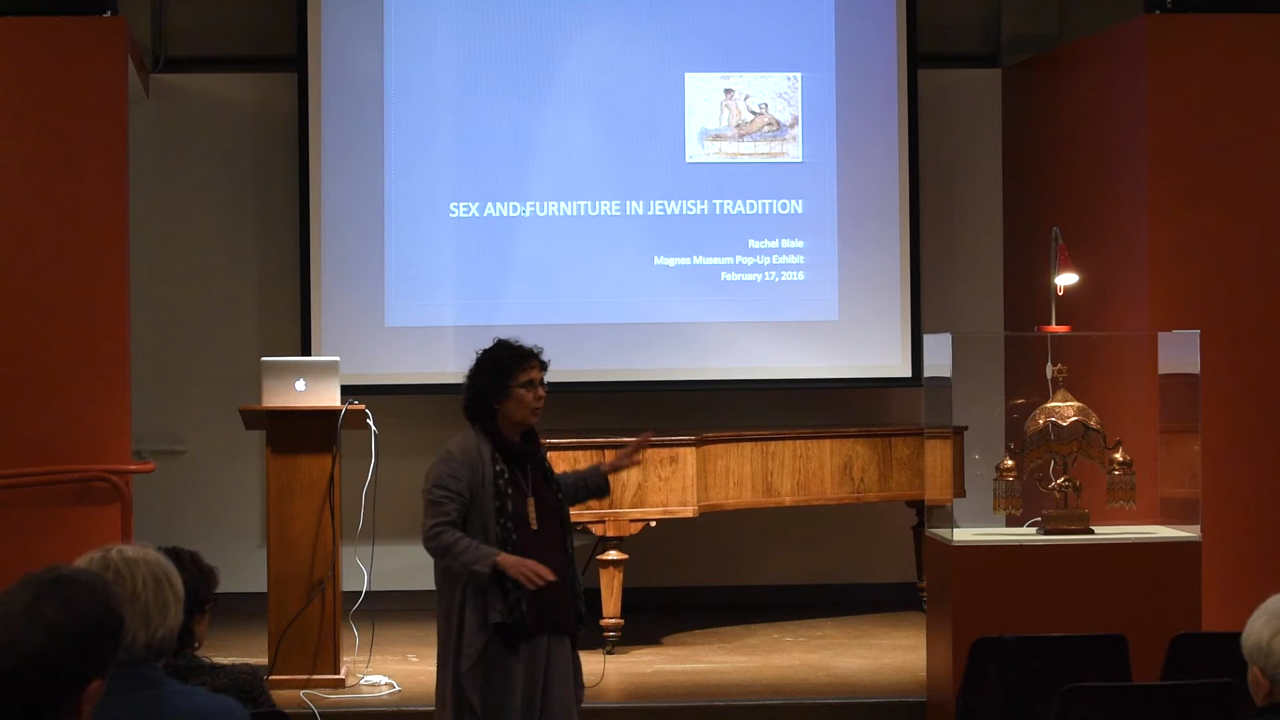 SEX AND FURNITURE IN JEWISH TRADITION
Rachel Biale
Magnes Museum Pop-Up Exhibit
February 17, 2016